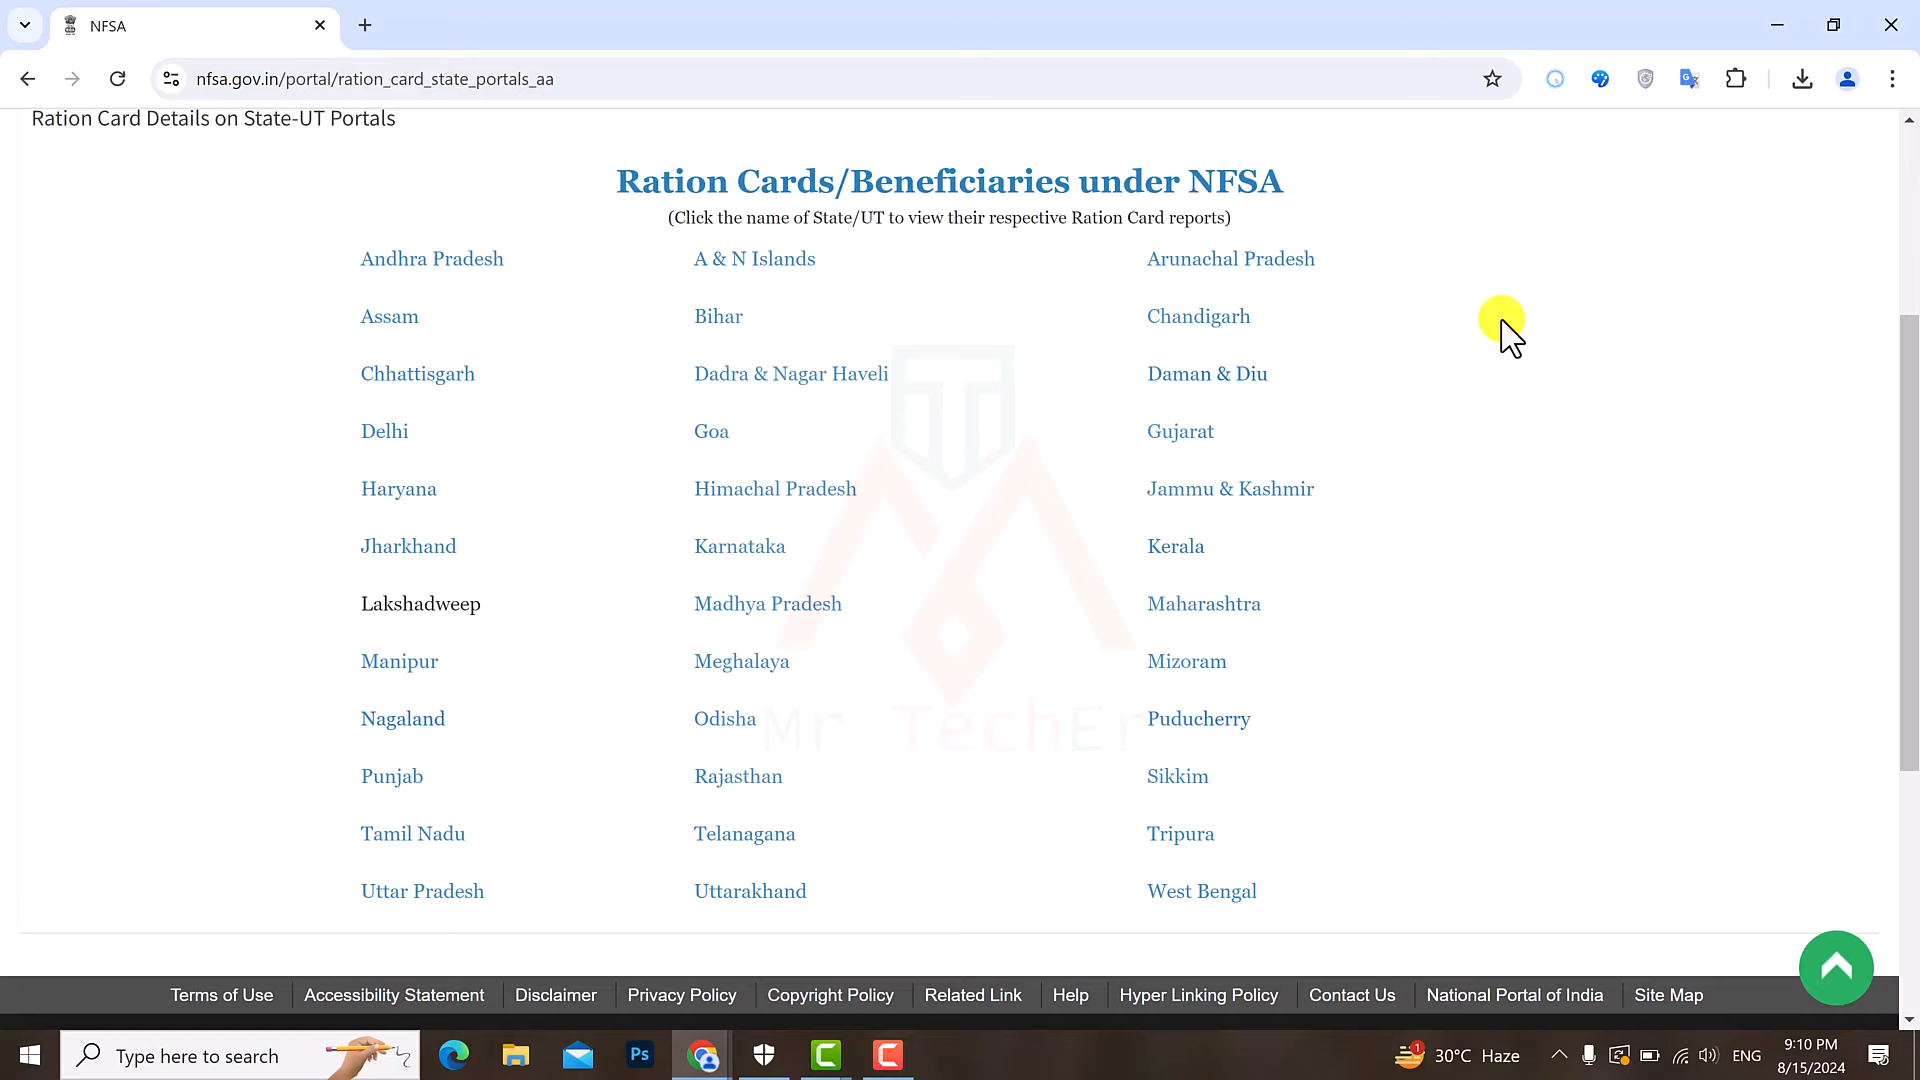 NFSA
nfsa.gov.in/portal/ration_card_state_portals_aa
Ration Card Details on State-UT Portals
Ration Cards/Beneficiaries under NFSA
(Click the name of State/UT to view their respective Ration Card reports)
Andhra Pradesh A & N Islands Arunachal Pradesh
Assam Bihar Chandigarh
Chhattisgarh Dadra & Nagar Haveli Daman & Diu
Delhi Goa Gujarat
Haryana Himachal Pradesh Jammu & Kashmir
Jharkhand Karnataka Kerala
Lakshadweep Madhya Pradesh Maharashtra
Manipur Meghalaya Mizoram
Nagaland Odisha Puducherry
Mr TechEr
Punjab Rajasthan Sikkim
Tamil Nadu Telanagana Tripura
Uttar Pradesh Uttarakhand West Bengal
Terms of Use Accessibility Statement Disclaimer Privacy Policy Copyright Policy Related Link Help Hyper Linking Policy Contact Us National Portal of India Site Map
Type here to search Ps 1 30°C Haze ENG 9:10 PM
8/15/2024